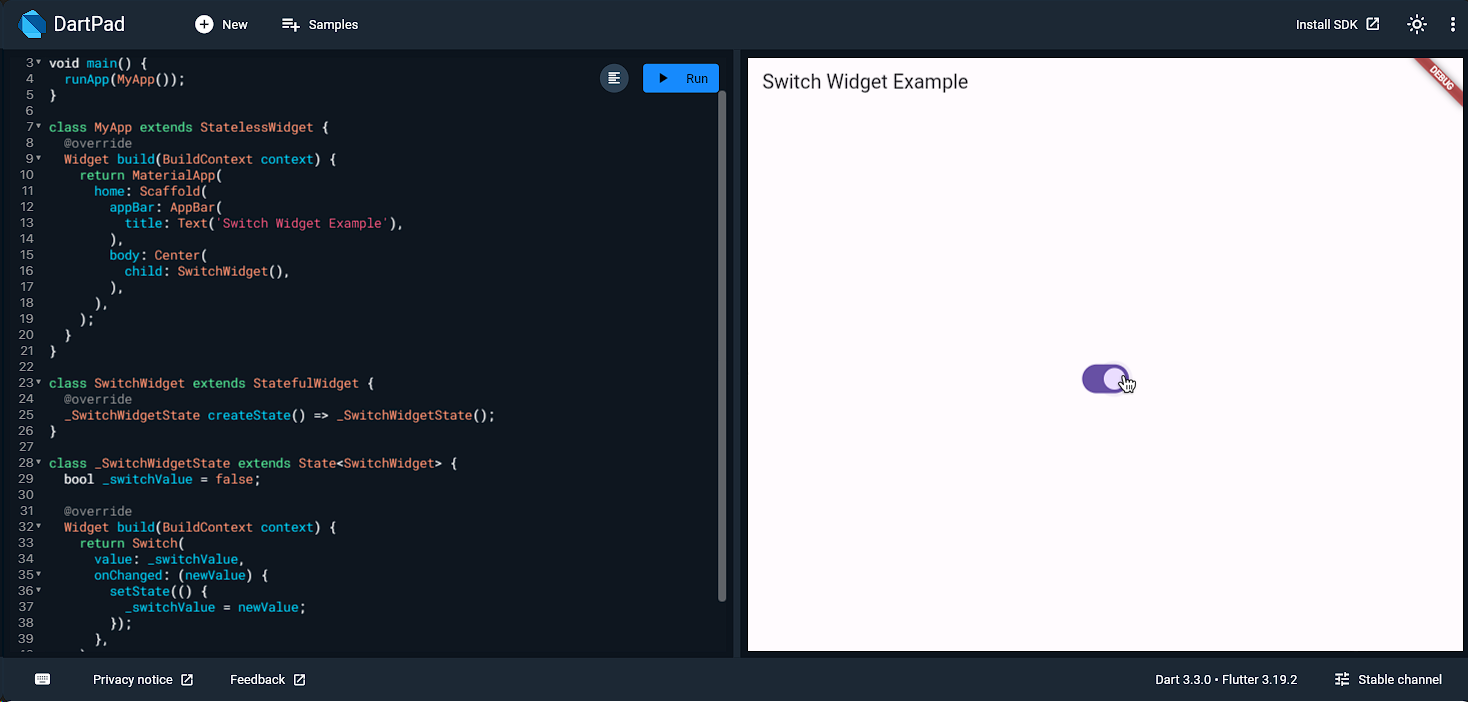 DartPad
New
Samples
Install SDK
3 void main() {
4 runApp(MyApp());
5 }
6
7 class MyApp extends StatelessWidget {
8 @override
9 Widget build(BuildContext context) {
10 return MaterialApp(
11 home: Scaffold(
12 appBar: AppBar(
13 title: Text('Switch Widget Example'),
14 ),
15 body: Center(
16 child: SwitchWidget(),
17 ),
18 ),
19 );
20 }
21 }
22
23 class SwitchWidget extends StatefulWidget {
24 @override
25 _SwitchWidgetState createState() => _SwitchWidgetState();
26 }
27
28 class _SwitchWidgetState extends State<SwitchWidget> {
29 bool _switchValue = false;
30
31 @override
32 Widget build(BuildContext context) {
33 return Switch(
34 value: _switchValue,
35 onChanged: (newValue) {
36 setState(() {
37 _switchValue = newValue;
38 });
39 },
Run
Switch Widget Example
DEBUG
Privacy notice
Feedback
Dart 3.3.0 • Flutter 3.19.2
Stable channel